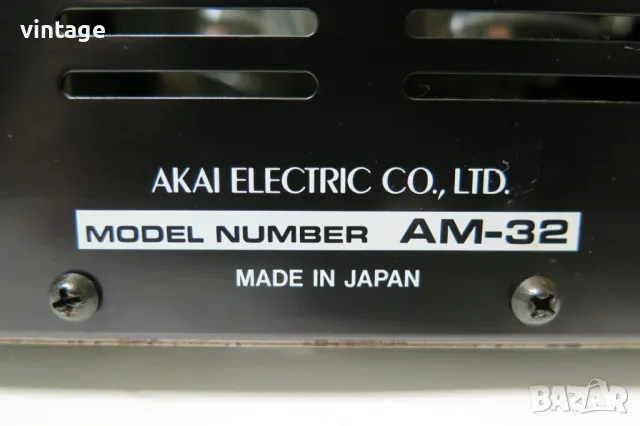 vintage
AKAI ELECTRIC CO., LTD.
MODEL NUMBER AM-32
MADE IN JAPAN
BAZAR